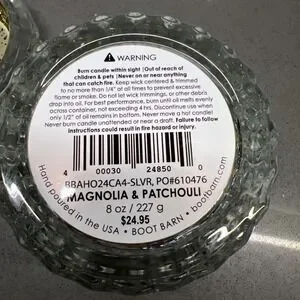 WARNING
Burn candle within sight | Out of reach of
children & pets | Never on or near anything
that can catch fire. Keep wick centered & trimmed
to no more than 1/4" at all times to prevent excessive
flame or smoke. Do not let wick trimmings, or other debris
drop into oil. For best performance, burn until oil melts evenly
across container, not exceeding 4 hrs. Discontinue use when
only 1/2" of oil remains in bottom. Never move a lit candle.
Never burn candle unattended or near a draft. Failure to follow
instructions could result in fire hazard or injury.
4 00030 24850 0
BBAHO24CA4-SLVR, PO#610476
MAGNOLIA & PATCHOULI
8 oz / 227 g
$24.95
Hand poured in the USA • BOOT BARN • bootbarn.com